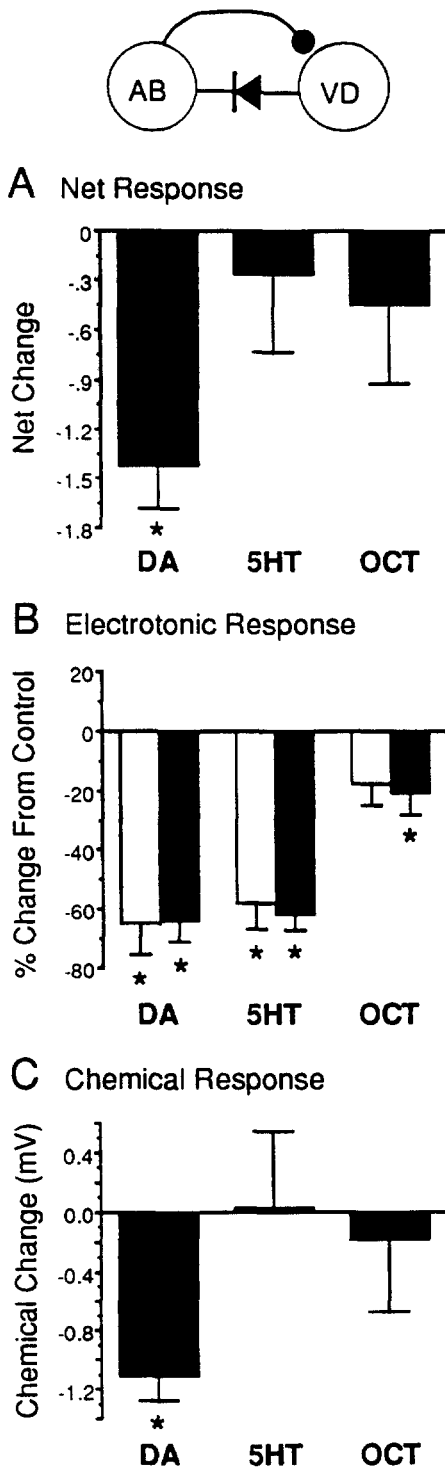 AB VD
A Net Response
Net Change
0
-.3
-.6
-.9
-1.2
-1.5
-1.8
*
DA 5HT OCT
B Electrotonic Response
% Change From Control
20
0
-20
-40
-60
-80
* * * * *
DA 5HT OCT
C Chemical Response
Chemical Change (mV)
0.4
0.0
-0.4
-0.8
-1.2
*
DA 5HT OCT